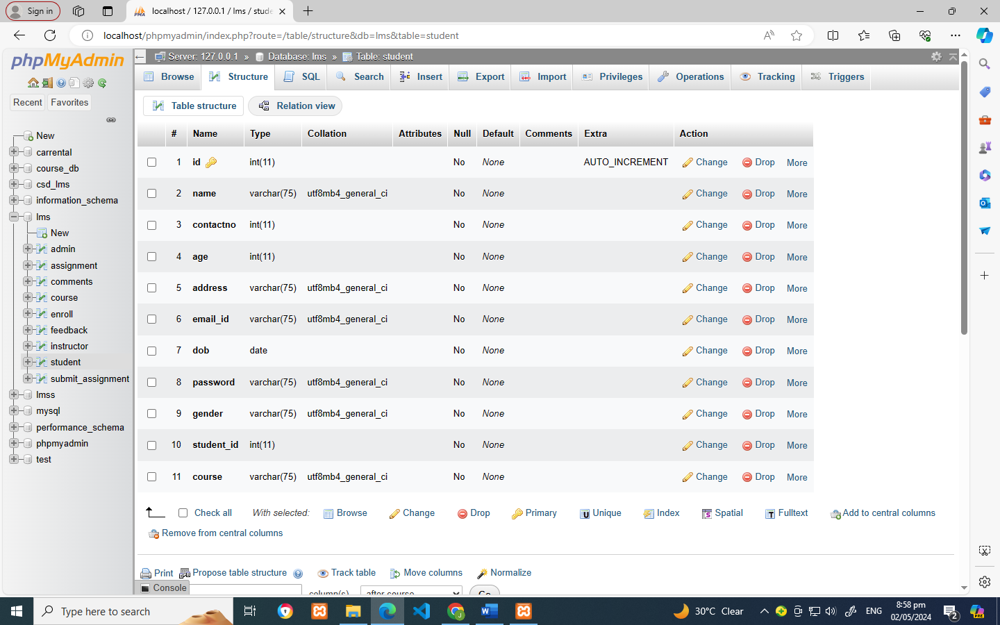 Sign in
localhost / 127.0.0.1 / lms / stude
localhost/phpmyadmin/index.php?route=/table/structure&db=lms&table=student
phpMyAdmin
Recent Favorites
New
carrental
course_db
csd_lms
information_schema
lms
New
admin
assignment
comments
course
enroll
feedback
instructor
student
submit_assignment
lmss
mysql
performance_schema
phpmyadmin
test
Server: 127.0.0.1 » Database: lms » Table: student
Browse Structure SQL Search Insert Export Import Privileges Operations Tracking Triggers
Table structure Relation view
# Name Type Collation Attributes Null Default Comments Extra Action
1 id int(11) No None AUTO_INCREMENT Change Drop More
2 name varchar(75) utf8mb4_general_ci No None Change Drop More
3 contactno int(11) No None Change Drop More
4 age int(11) No None Change Drop More
5 address varchar(75) utf8mb4_general_ci No None Change Drop More
6 email_id varchar(75) utf8mb4_general_ci No None Change Drop More
7 dob date No None Change Drop More
8 password varchar(75) utf8mb4_general_ci No None Change Drop More
9 gender varchar(75) utf8mb4_general_ci No None Change Drop More
10 student_id int(11) No None Change Drop More
11 course varchar(75) utf8mb4_general_ci No None Change Drop More
Check all With selected: Browse Change Drop Primary Unique Index Spatial Fulltext Add to central columns
Remove from central columns
Print Propose table structure Track table Move columns Normalize
Console column(s) after course Go
Type here to search
30°C Clear
ENG
8:58 pm
02/05/2024
2
PRE